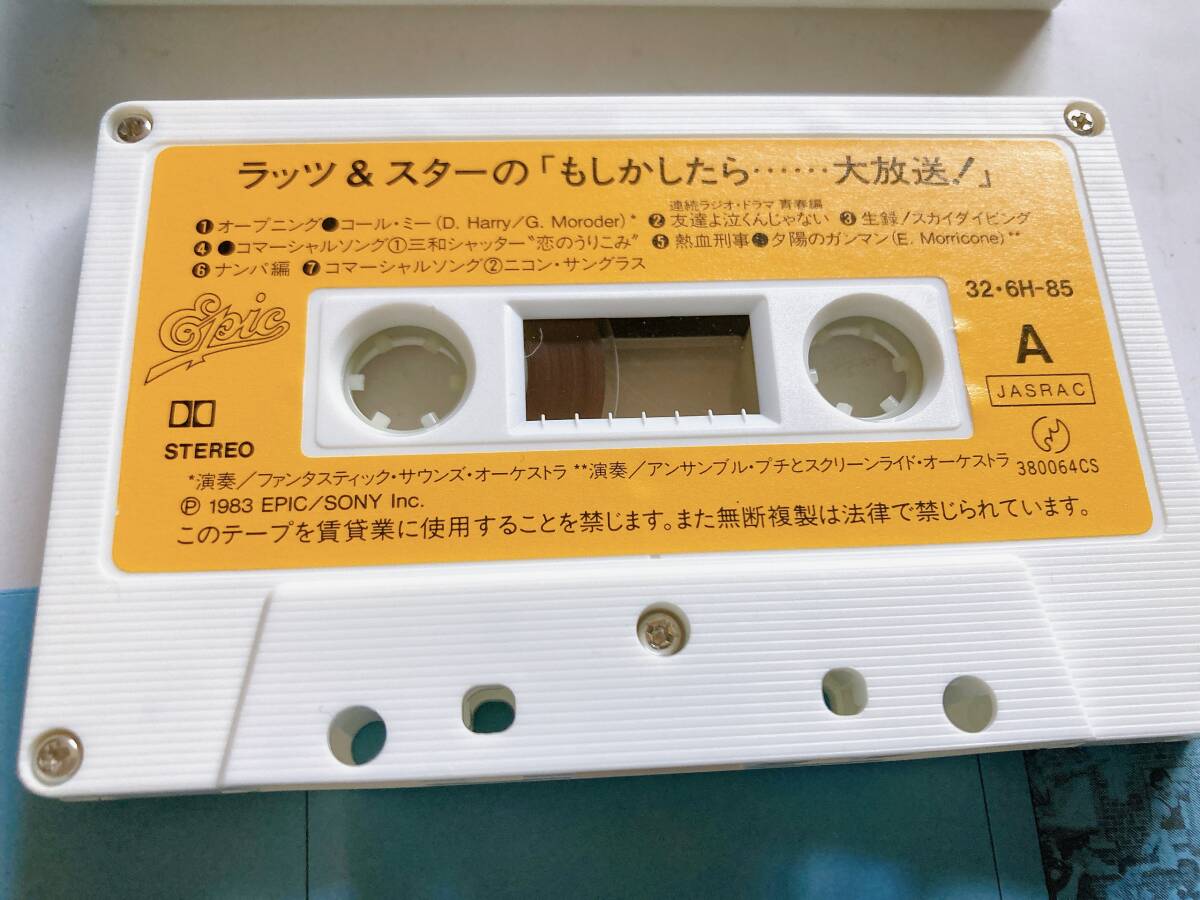 ラッツ & スターの「もしかしたら……大放送!」
連続ラジオ・ドラマ 青春編
❶ オープニング●コール・ミー(D. Harry/G. Moroder)* ❷ 友達よ泣くんじゃない ❸ 生録!スカイダイビング
❹ ●コマーシャルソング①三和シャッター“恋のうりこみ” ❺ 熱血刑事●夕陽のガンマン(E. Morricone)**
❻ ナンパ編 ❼ コマーシャルソング②ニコン・サングラス
32・6H-85
Epic
A
JASRAC
STEREO
380064CS
*演奏/ファンタスティック・サウンズ・オーケストラ **演奏/アンサンブル・プチとスクリーンライド・オーケストラ
Ⓟ 1983 EPIC/SONY Inc.
このテープを賃貸業に使用することを禁じます。また無断複製は法律で禁じられています。